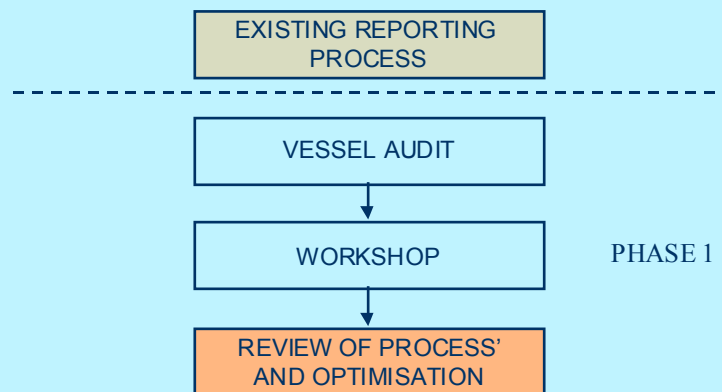 EXISTING REPORTING
PROCESS
VESSEL AUDIT
WORKSHOP
PHASE 1
REVIEW OF PROCESS’
AND OPTIMISATION